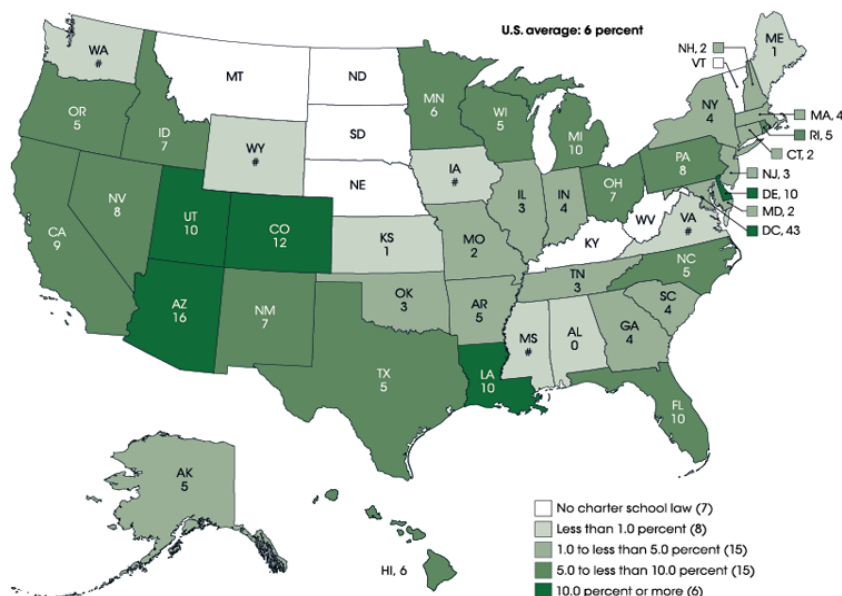 U.S. average: 6 percent
WA
#
MT
ND
MN
6
ME
1
NH, 2
VT
OR
5
ID
7
WY
#
SD
WI
5
MI
10
NY
4
MA, 4
RI, 5
CT, 2
NJ, 3
DE, 10
MD, 2
DC, 43
NV
8
UT
10
CO
12
NE
IA
#
IL
3
IN
4
OH
7
PA
8
WV
VA
#
CA
9
KS
1
MO
2
KY
NC
5
AZ
16
NM
7
OK
3
AR
5
TN
3
SC
4
TX
5
LA
10
MS
#
AL
0
GA
4
FL
10
AK
5
HI, 6
No charter school law (7)
Less than 1.0 percent (8)
1.0 to less than 5.0 percent (15)
5.0 to less than 10.0 percent (15)
10.0 percent or more (6)